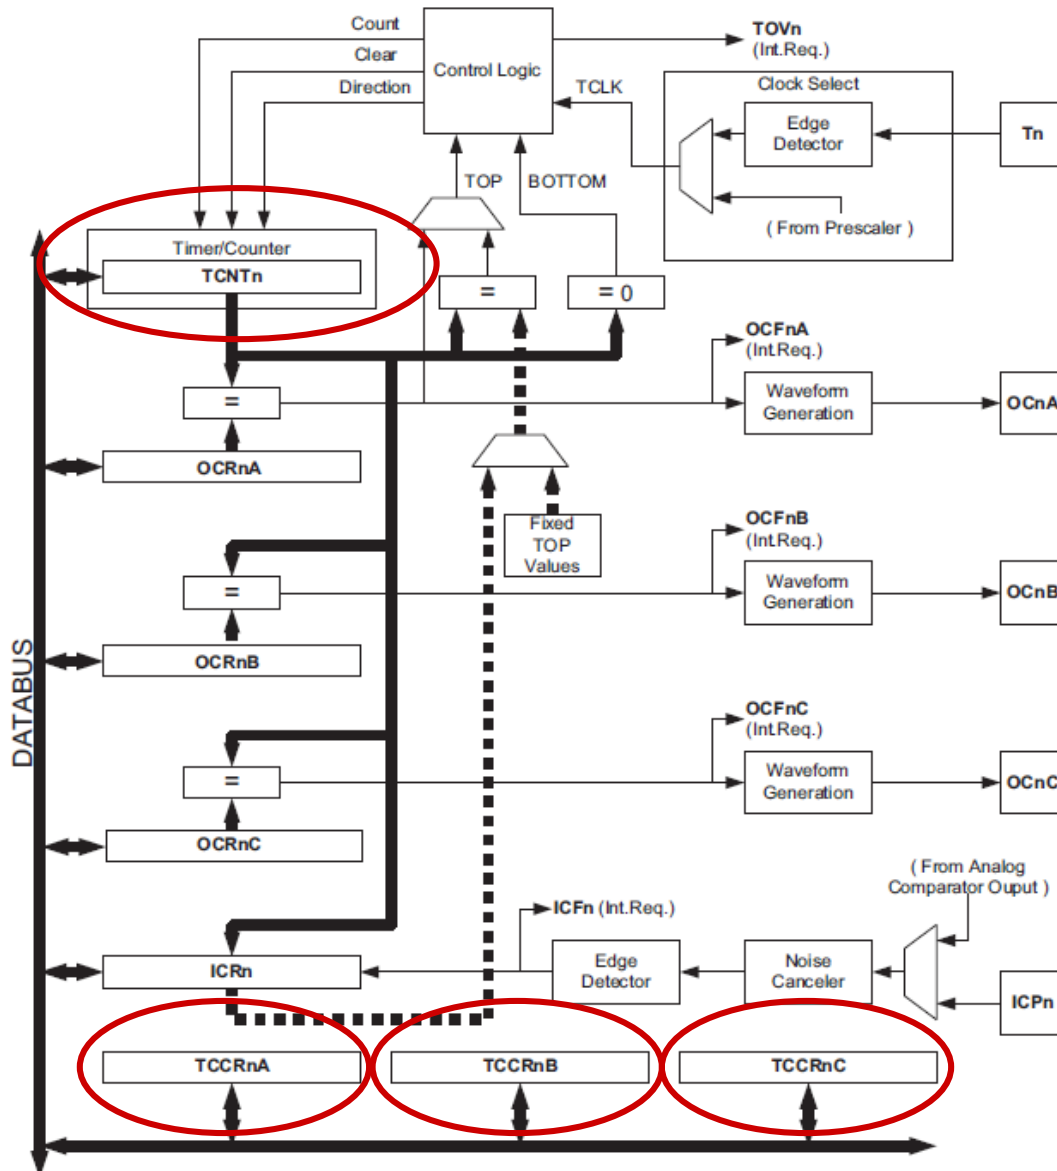 Count
Clear
Direction
Control Logic
TOVn
(Int.Req.)
TCLK
Clock Select
Edge
Detector
Tn
TOP
BOTTOM
( From Prescaler )
Timer/Counter
TCNTn
=
= 0
OCFnA
(Int.Req.)
=
Waveform
Generation
OCnA
OCRnA
Fixed
TOP
Values
OCFnB
(Int.Req.)
=
Waveform
Generation
OCnB
OCRnB
DATABUS
OCFnC
(Int.Req.)
=
Waveform
Generation
OCnC
OCRnC
( From Analog
Comparator Ouput )
ICFn (Int.Req.)
ICRn
Edge
Detector
Noise
Canceler
ICPn
TCCRnA
TCCRnB
TCCRnC